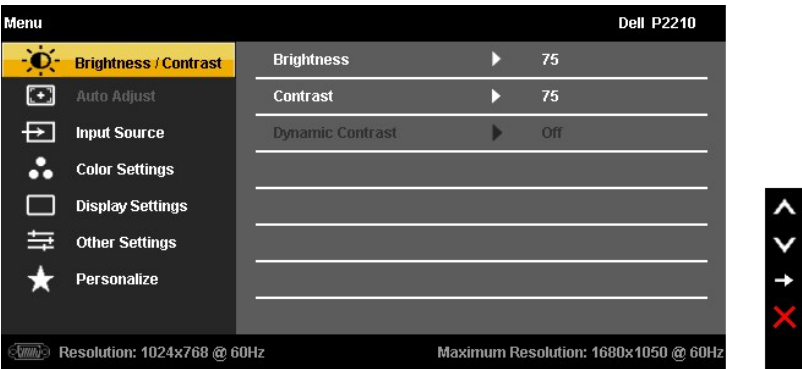 Menu Dell P2210
Brightness / Contrast Brightness 75
Auto Adjust Contrast 75
Input Source Dynamic Contrast Off
Color Settings
Display Settings
Other Settings
Personalize
Resolution: 1024x768 @ 60Hz Maximum Resolution: 1680x1050 @ 60Hz